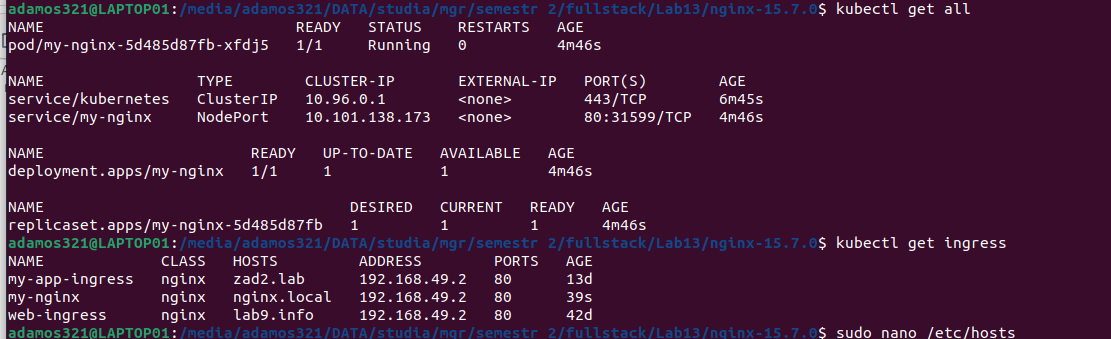 adamos321@LAPTOP01:/media/adamos321/DATA/studia/mgr/semestr 2/fullstack/Lab13/nginx-15.7.0$ kubectl get all
NAME READY STATUS RESTARTS AGE
pod/my-nginx-5d485d87fb-xfdj5 1/1 Running 0 4m46s
NAME TYPE CLUSTER-IP EXTERNAL-IP PORT(S) AGE
service/kubernetes ClusterIP 10.96.0.1 <none> 443/TCP 6m45s
service/my-nginx NodePort 10.101.138.173 <none> 80:31599/TCP 4m46s
NAME READY UP-TO-DATE AVAILABLE AGE
deployment.apps/my-nginx 1/1 1 1 4m46s
NAME DESIRED CURRENT READY AGE
replicaset.apps/my-nginx-5d485d87fb 1 1 1 4m46s
adamos321@LAPTOP01:/media/adamos321/DATA/studia/mgr/semestr 2/fullstack/Lab13/nginx-15.7.0$ kubectl get ingress
NAME CLASS HOSTS ADDRESS PORTS AGE
my-app-ingress nginx zad2.lab 192.168.49.2 80 13d
my-nginx nginx nginx.local 192.168.49.2 80 39s
web-ingress nginx lab9.info 192.168.49.2 80 42d
adamos321@LAPTOP01:/media/adamos321/DATA/studia/mgr/semestr 2/fullstack/Lab13/nginx-15.7.0$ sudo nano /etc/hosts